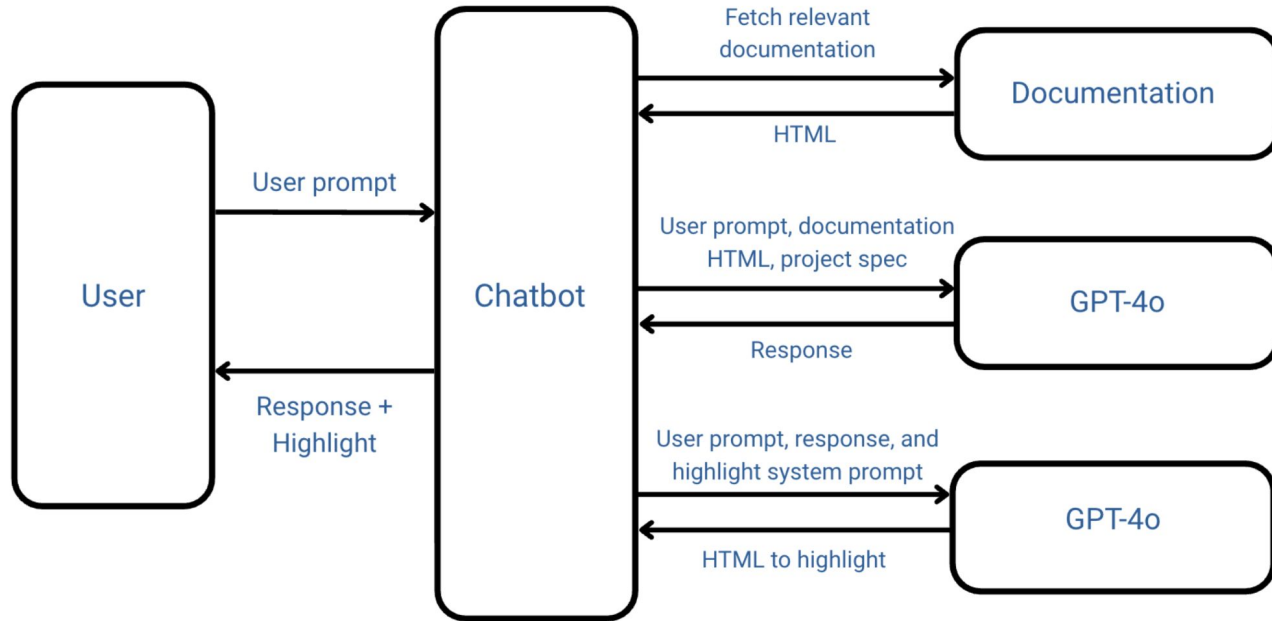 User
User prompt
Response +
Highlight
Chatbot
Fetch relevant
documentation
HTML
Documentation
User prompt, documentation
HTML, project spec
Response
GPT-4o
User prompt, response, and
highlight system prompt
HTML to highlight
GPT-4o